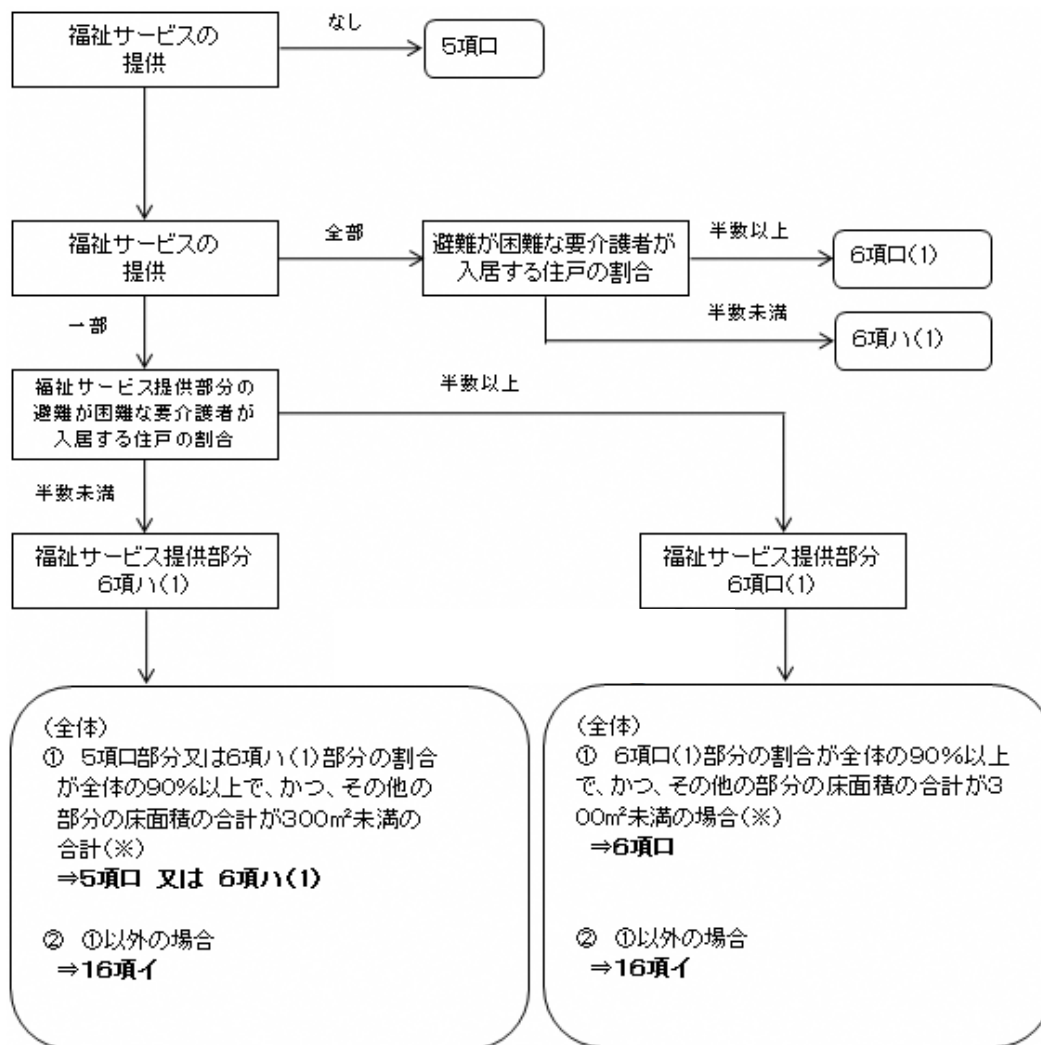 福祉サービスの
提供
なし
5項ロ
福祉サービスの
提供
全部
避難が困難な要介護者が
入居する住戸の割合
半数以上
6項ロ(1)
半数未満
6項ハ(1)
一部
福祉サービス提供部分の
避難が困難な要介護者が
入居する住戸の割合
半数以上
半数未満
福祉サービス提供部分
6項ハ(1)
福祉サービス提供部分
6項ロ(1)
(全体)
① 5項ロ部分又は6項ハ(1)部分の割合
が全体の90%以上で、かつ、その他の
部分の床面積の合計が300㎡未満の
合計(※)
⇒5項ロ 又は 6項ハ(1)
② ①以外の場合
⇒16項イ
(全体)
① 6項ロ(1)部分の割合が全体の90%以上
で、かつ、その他の部分の床面積の合計が3
00㎡未満の場合(※)
⇒6項ロ
② ①以外の場合
⇒16項イ